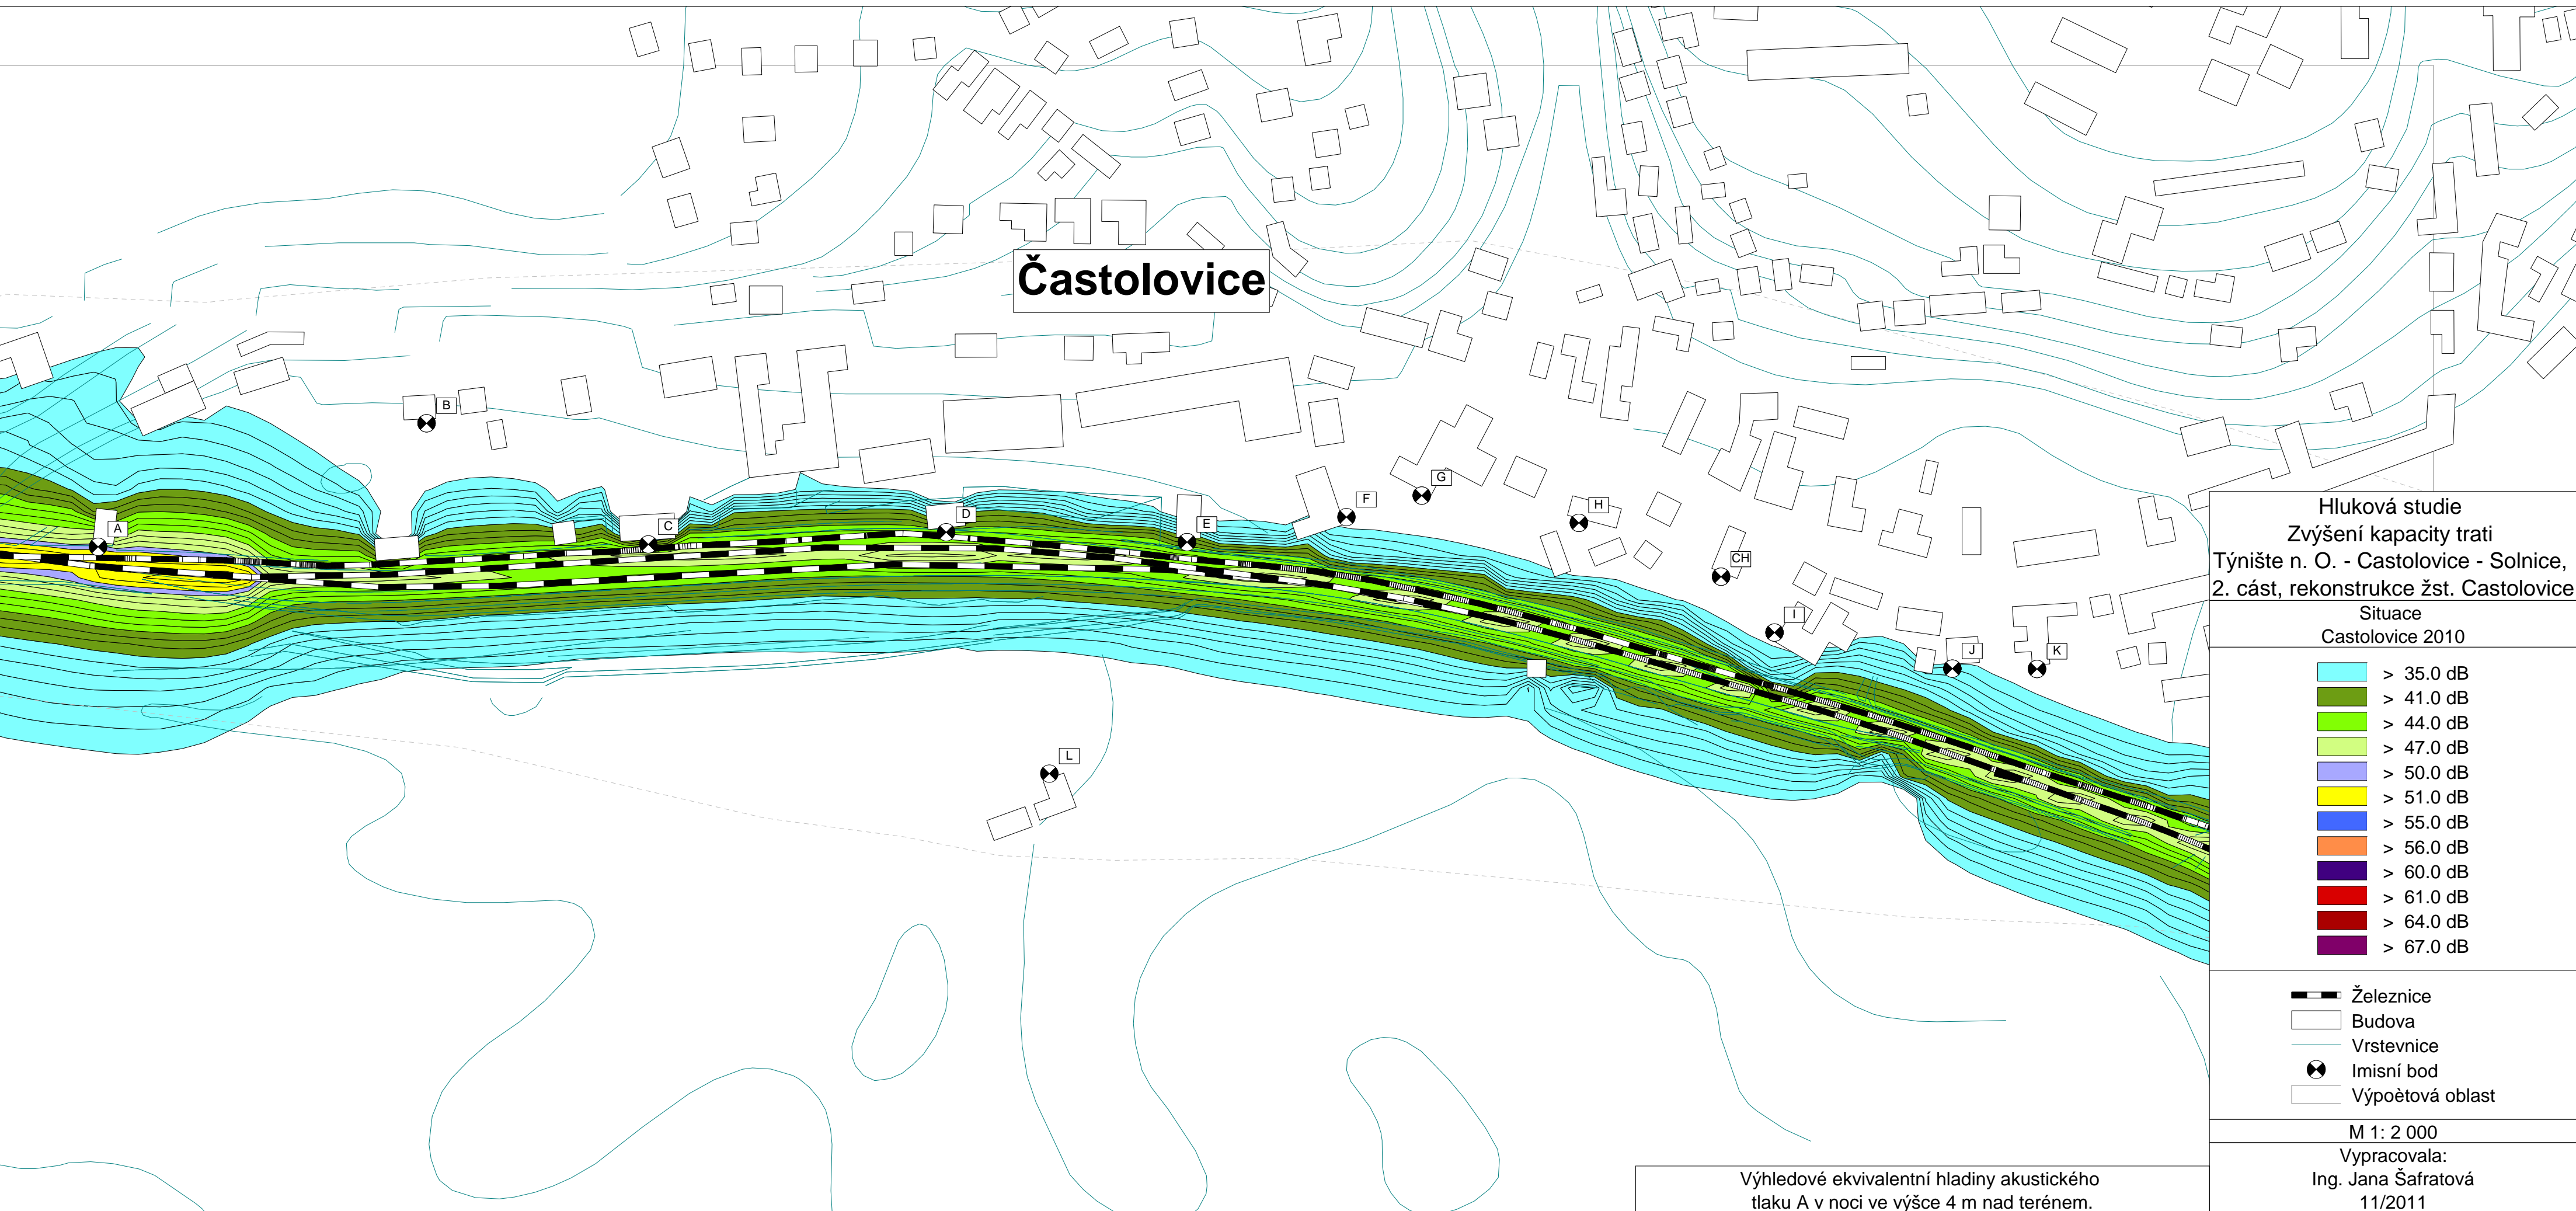 Častolovice
B
A
C
D
E
F
G
H
CH
I
J
K
L
Hluková studie
Zvýšení kapacity trati
Týnište n. O. - Castolovice - Solnice,
2. cást, rekonstrukce žst. Castolovice
Situace
Castolovice 2010
> 35.0 dB
> 41.0 dB
> 44.0 dB
> 47.0 dB
> 50.0 dB
> 51.0 dB
> 55.0 dB
> 56.0 dB
> 60.0 dB
> 61.0 dB
> 64.0 dB
> 67.0 dB
Železnice
Budova
Vrstevnice
Imisní bod
Výpoètová oblast
M 1: 2 000
Vypracovala:
Ing. Jana Šafratová
11/2011
Výhledové ekvivalentní hladiny akustického
tlaku A v noci ve výšce 4 m nad terénem.